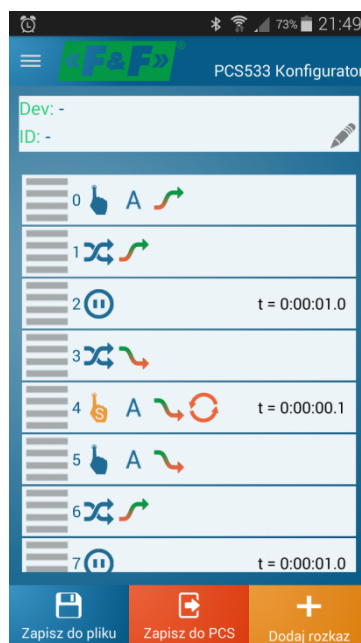 73% 21:49
«F&F»®
PCS533 Konfigurator
Dev: -
ID: -
0 A
1
2 t = 0:00:01.0
3
4 S A t = 0:00:00.1
5 A
6
7 t = 0:00:01.0
Zapisz do pliku Zapisz do PCS Dodaj rozkaz